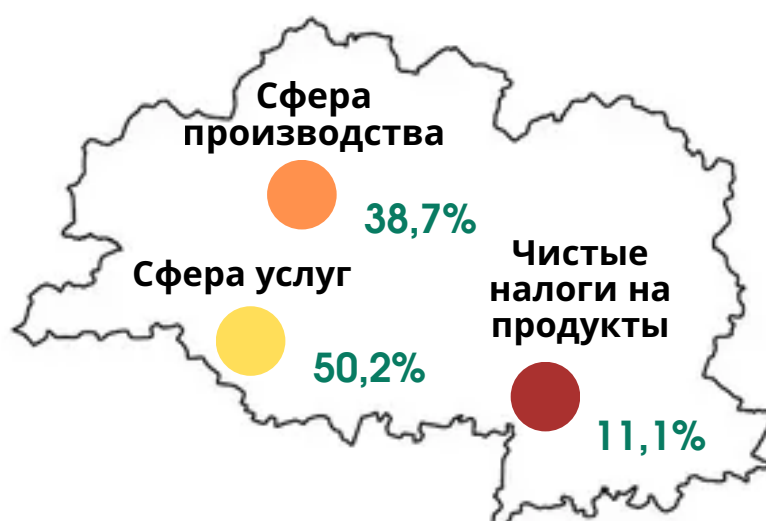 Сфера
производства
38,7%
Сфера услуг
50,2%
Чистые
налоги на
продукты
11,1%